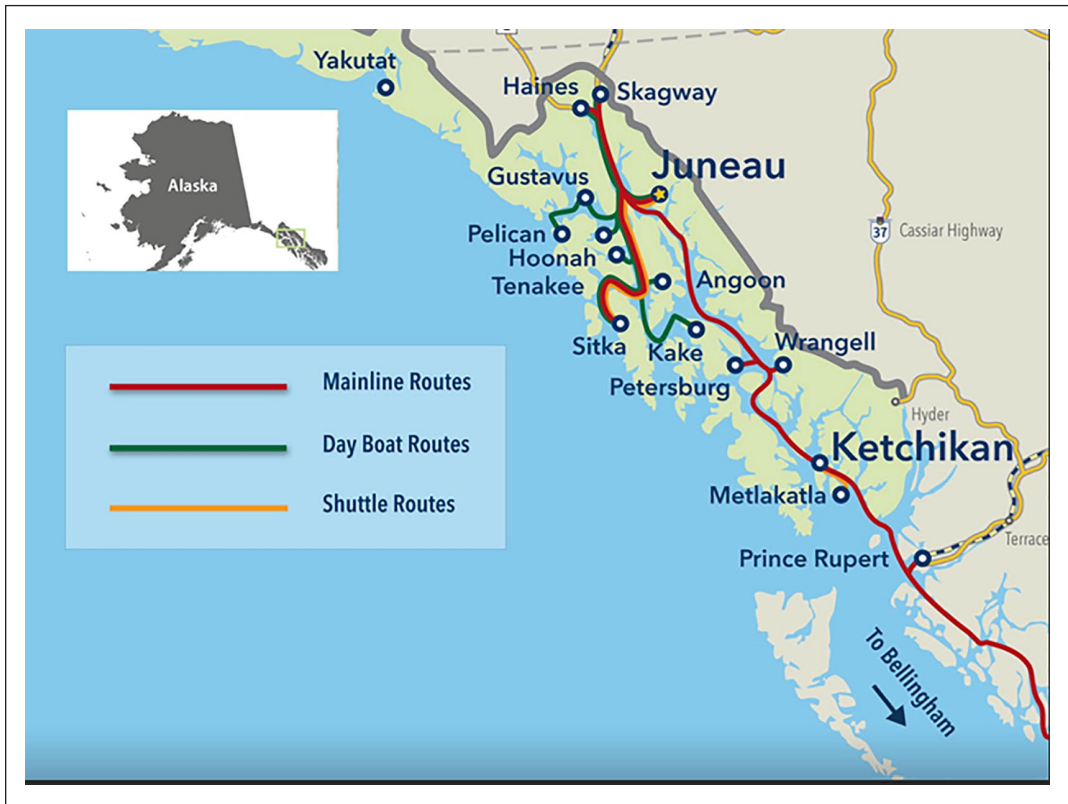 Yakutat
Haines
Skagway
Juneau
Gustavus
Alaska
Pelican
Hoonah
37
Cassiar Highway
Tenakee
Angoon
Sitka
Kake
Wrangell
Petersburg
Mainline Routes
Hyder
Day Boat Routes
Ketchikan
Metlakatla
Shuttle Routes
Terrace
Prince Rupert
To Bellingham